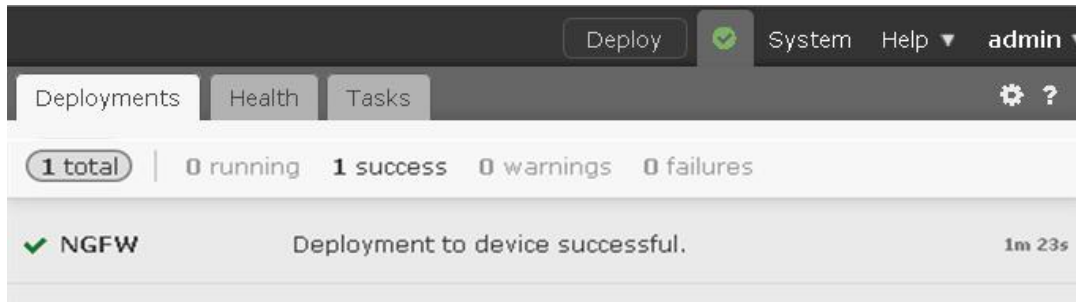 Deploy System Help ▼ admin
Deployments Health Tasks ?
1 total 0 running 1 success 0 warnings 0 failures
NGFW Deployment to device successful. 1m 23s